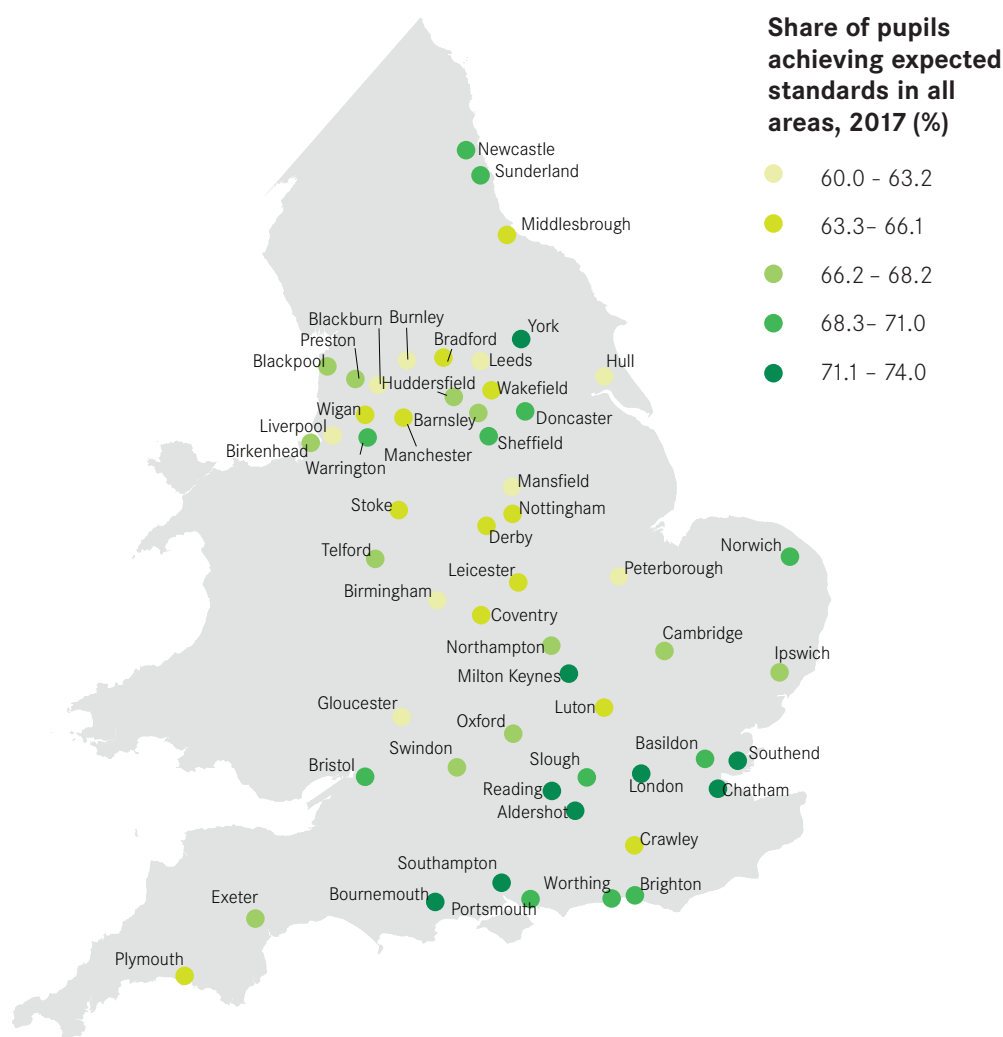 Share of pupils
achieving expected
standards in all
areas, 2017 (%)
60.0 – 63.2
63.3– 66.1
66.2 – 68.2
68.3– 71.0
71.1 – 74.0
Newcastle
Sunderland
Middlesbrough
Burnley
Blackburn
York
Bradford
Preston
Blackpool
Leeds
Hull
Huddersfield
Wakefield
Wigan
Barnsley
Doncaster
Liverpool
Sheffield
Birkenhead
Manchester
Warrington
Mansfield
Stoke
Nottingham
Derby
Norwich
Telford
Leicester
Peterborough
Birmingham
Coventry
Cambridge
Northampton
Ipswich
Milton Keynes
Gloucester
Luton
Oxford
Basildon
Swindon
Southend
Bristol
Slough
London
Reading
Chatham
Aldershot
Crawley
Southampton
Worthing
Brighton
Bournemouth
Exeter
Portsmouth
Plymouth